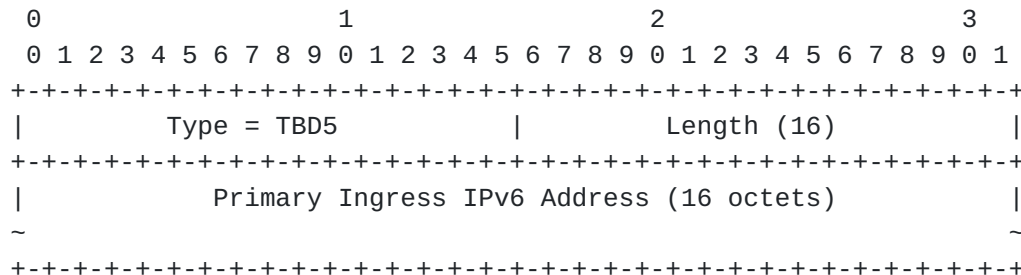 0                   1                   2                   3
 0 1 2 3 4 5 6 7 8 9 0 1 2 3 4 5 6 7 8 9 0 1 2 3 4 5 6 7 8 9 0 1
+-+-+-+-+-+-+-+-+-+-+-+-+-+-+-+-+-+-+-+-+-+-+-+-+-+-+-+-+-+-+-+-+
|         Type = TBD5           |         Length (16)           |
+-+-+-+-+-+-+-+-+-+-+-+-+-+-+-+-+-+-+-+-+-+-+-+-+-+-+-+-+-+-+-+-+
|            Primary Ingress IPv6 Address (16 octets)           |
~                                                               ~
+-+-+-+-+-+-+-+-+-+-+-+-+-+-+-+-+-+-+-+-+-+-+-+-+-+-+-+-+-+-+-+-+